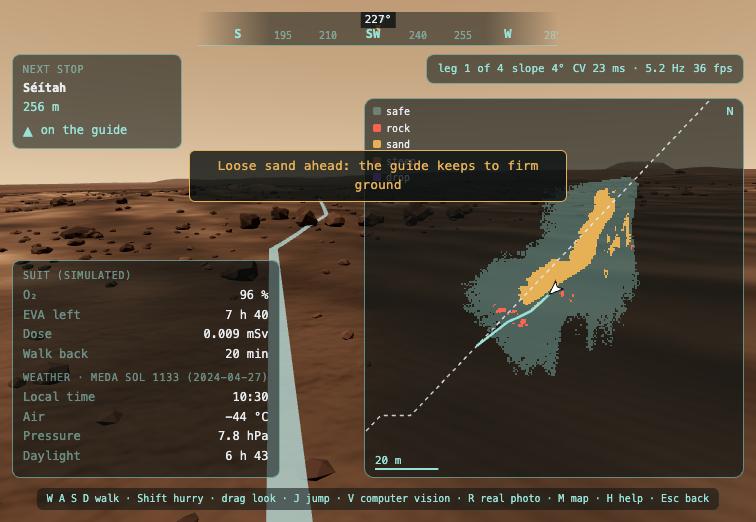 227°
S 195 210 SW 240 255 W
NEXT STOP
Séítah
256 m
▲ on the guide
leg 1 of 4 slope 4° CV 23 ms · 5.2 Hz 36 fps
safe
rock
sand
N
Loose sand ahead: the guide keeps to firm
ground
SUIT (SIMULATED)
O₂ 96 %
EVA left 7 h 40
Dose 0.009 mSv
Walk back 20 min
WEATHER · MEDA SOL 1133 (2024-04-27)
Local time 10:30
Air −44 °C
Pressure 7.8 hPa
Daylight 6 h 43
20 m
W A S D walk · Shift hurry · drag look · J jump · V computer vision · R real photo · M map · H help · Esc back